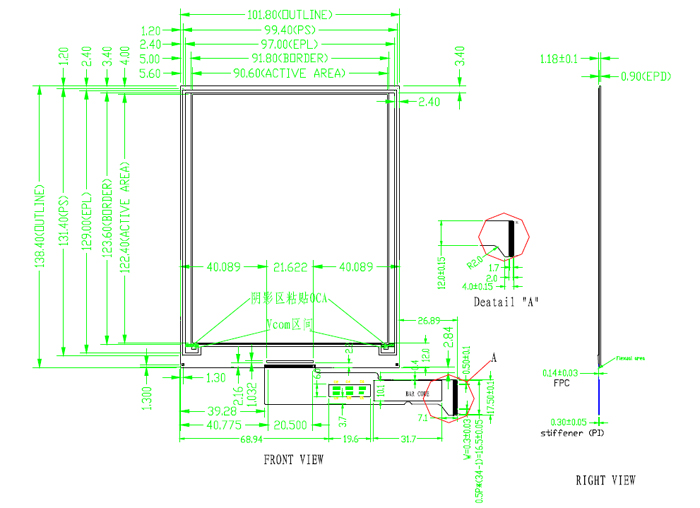 101.80(OUTLINE)
1.20
99.40(PS)
2.40
97.00(EPL)
5.00
91.80(BORDER)
5.60
90.60(ACTIVE AREA)
1.20
2.40
3.40
4.00
3.40
2.40
1.18±0.1
0.90(EPD)
138.40(OUTLINE)
131.40(PS)
129.00(EPL)
123.60(BORDER)
122.40(ACTIVE AREA)
40.089
21.622
40.089
阴影区粘贴OCA
Vcom区间
12.0±0.15
R2.0
1.7
2.0
4.0±0.15
Deatail "A"
26.89
2.84
12.0
0.4
0.50±0.1
A
1.300
1.30
2.16
1.032
BAR CODE
10.1
17.50±0.1
7.1
39.28
40.775
20.500
3.7
68.94
19.6
31.7
W=0.3±0.03
0.5P×(34-1)=16.5±0.05
FRONT VIEW
0.14±0.03
FPC
0.30±0.05
stiffener (PI)
RIGHT VIEW